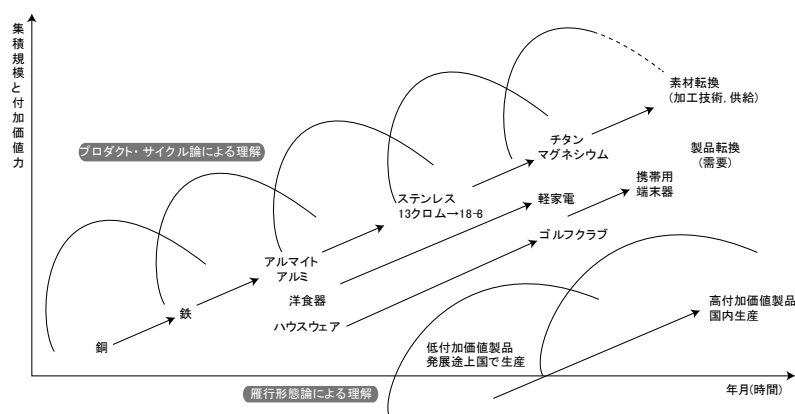 集積規模と付加価値力
素材転換
(加工技術, 供給)
チタン
マグネシウム
製品転換
(需要)
プロダクト・サイクル論による理解
携帯用
端末器
ステンレス
13クロム→18-8
軽家電
ゴルフクラブ
アルマイト
アルミ
洋食器
ハウスウェア
鉄
銅
高付加価値製品
国内生産
低付加価値製品
発展途上国で生産
雁行形態論による理解
年月(時間)